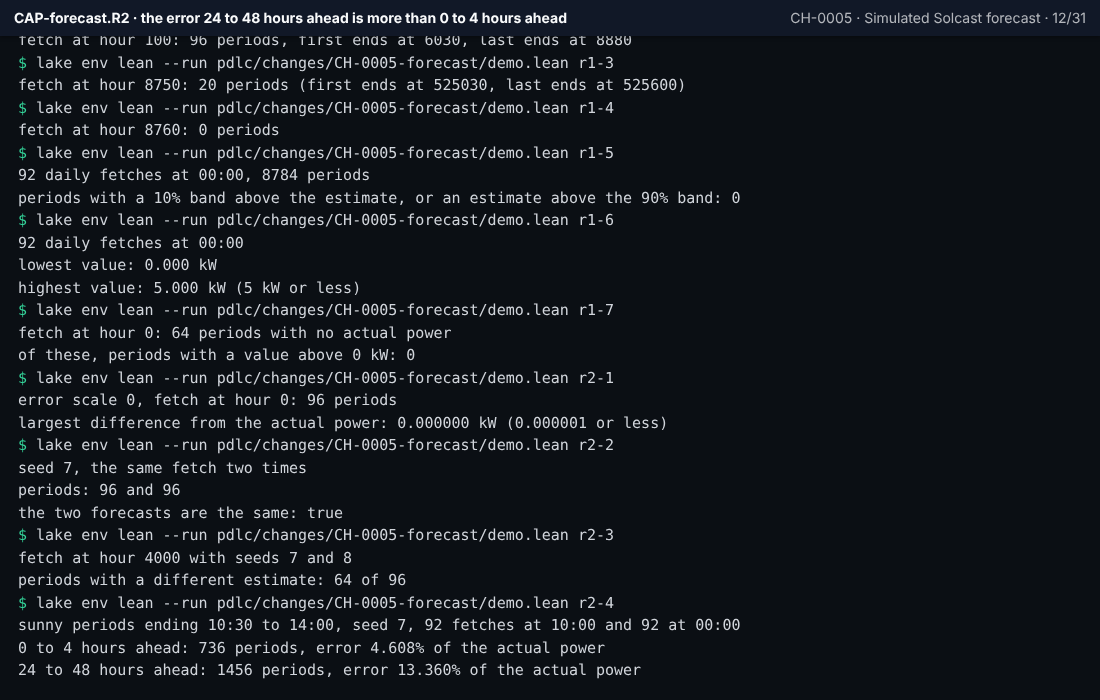 CAP-forecast.R2 · the error 24 to 48 hours ahead is more than 0 to 4 hours ahead
CH-0005 · Simulated Solcast forecast · 12/31
fetch at hour 100: 96 periods, first ends at 6030, last ends at 8880
$ lake env lean --run pdlc/changes/CH-0005-forecast/demo.lean r1-3
fetch at hour 8750: 20 periods (first ends at 525030, last ends at 525600)
$ lake env lean --run pdlc/changes/CH-0005-forecast/demo.lean r1-4
fetch at hour 8760: 0 periods
$ lake env lean --run pdlc/changes/CH-0005-forecast/demo.lean r1-5
92 daily fetches at 00:00, 8784 periods
periods with a 10% band above the estimate, or an estimate above the 90% band: 0
$ lake env lean --run pdlc/changes/CH-0005-forecast/demo.lean r1-6
92 daily fetches at 00:00
lowest value: 0.000 kW
highest value: 5.000 kW (5 kW or less)
$ lake env lean --run pdlc/changes/CH-0005-forecast/demo.lean r1-7
fetch at hour 0: 64 periods with no actual power
of these, periods with a value above 0 kW: 0
$ lake env lean --run pdlc/changes/CH-0005-forecast/demo.lean r2-1
error scale 0, fetch at hour 0: 96 periods
largest difference from the actual power: 0.000000 kW (0.000001 or less)
$ lake env lean --run pdlc/changes/CH-0005-forecast/demo.lean r2-2
seed 7, the same fetch two times
periods: 96 and 96
the two forecasts are the same: true
$ lake env lean --run pdlc/changes/CH-0005-forecast/demo.lean r2-3
fetch at hour 4000 with seeds 7 and 8
periods with a different estimate: 64 of 96
$ lake env lean --run pdlc/changes/CH-0005-forecast/demo.lean r2-4
sunny periods ending 10:30 to 14:00, seed 7, 92 fetches at 10:00 and 92 at 00:00
0 to 4 hours ahead: 736 periods, error 4.608% of the actual power
24 to 48 hours ahead: 1456 periods, error 13.360% of the actual power